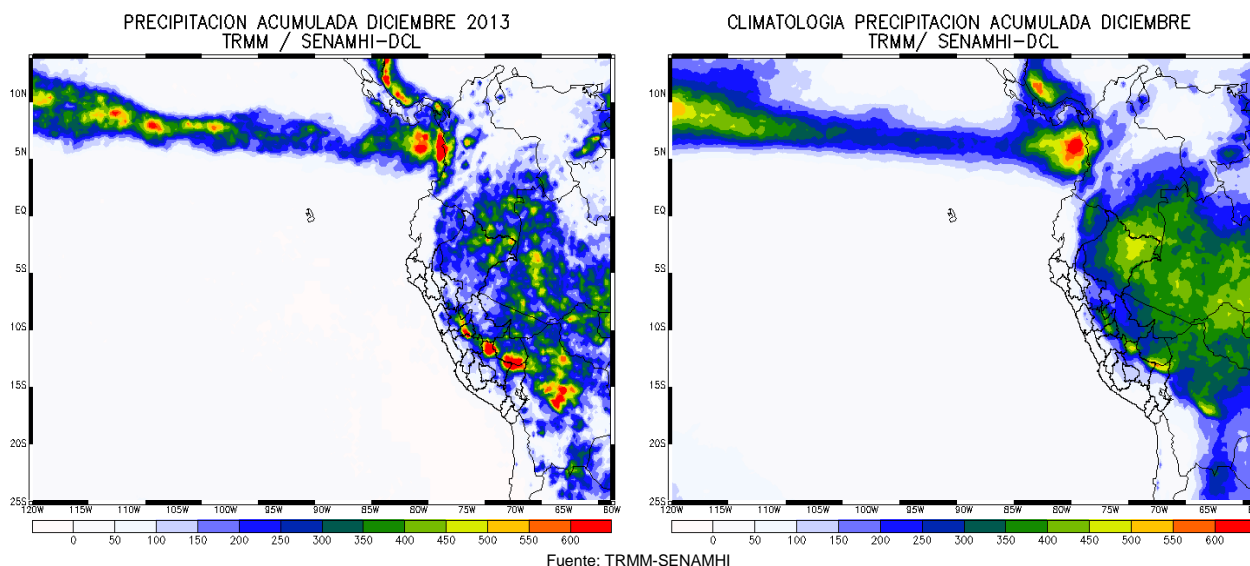 PRECIPITACION ACUMULADA DICIEMBRE 2013
TRMM / SENAMHI-DCL
10N
5N
EQ
5S
10S
15S
20S
25S
120W 115W 110W 105W 100W 95W 90W 85W 80W 75W 70W 65W 60W
0 50 100 150 200 250 300 350 400 450 500 550 600
CLIMATOLOGIA PRECIPITACION ACUMULADA DICIEMBRE
TRMM/ SENAMHI-DCL
10N
5N
EQ
5S
10S
15S
20S
25S
120W 115W 110W 105W 100W 95W 90W 85W 80W 75W 70W 65W
0 50 100 150 200 250 300 350 400 450 500 550 600
Fuente: TRMM-SENAMHI